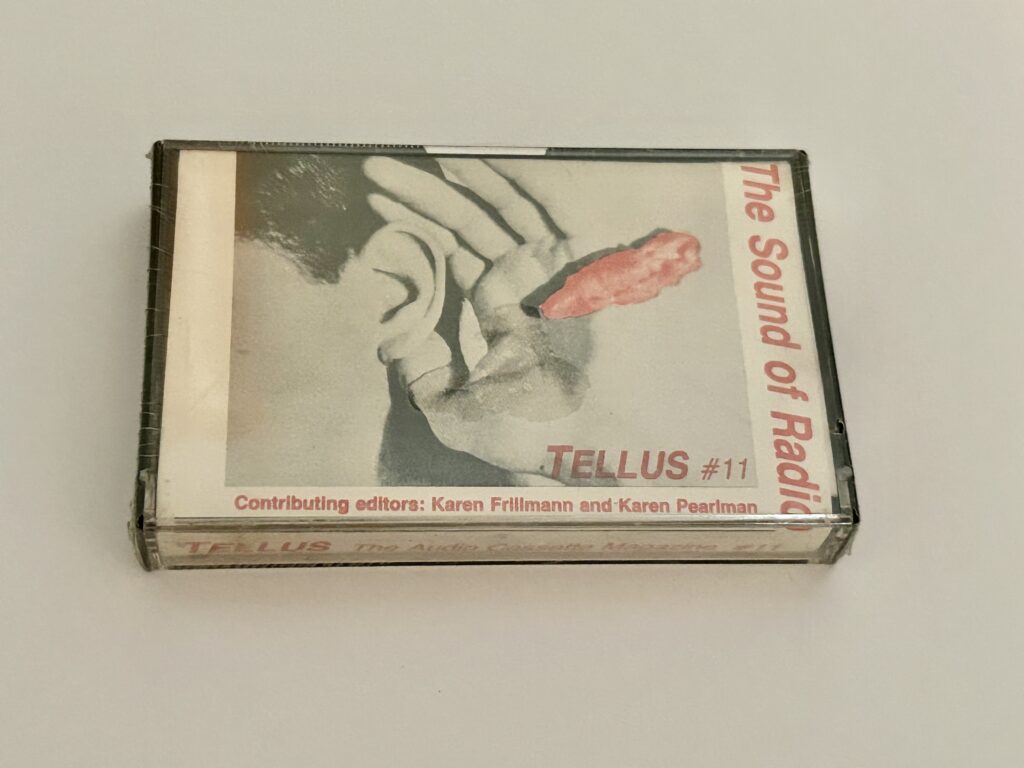 The Sound of Radio
TELLUS #11
Contributing editors: Karen Frillmann and Karen Pearlman
TELLUS The Audio Cassette Magazine #11